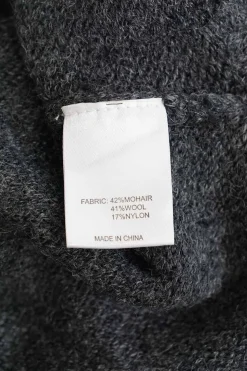 FABRIC: 42%MOHAIR
41%WOOL
17%NYLON
MADE IN CHINA